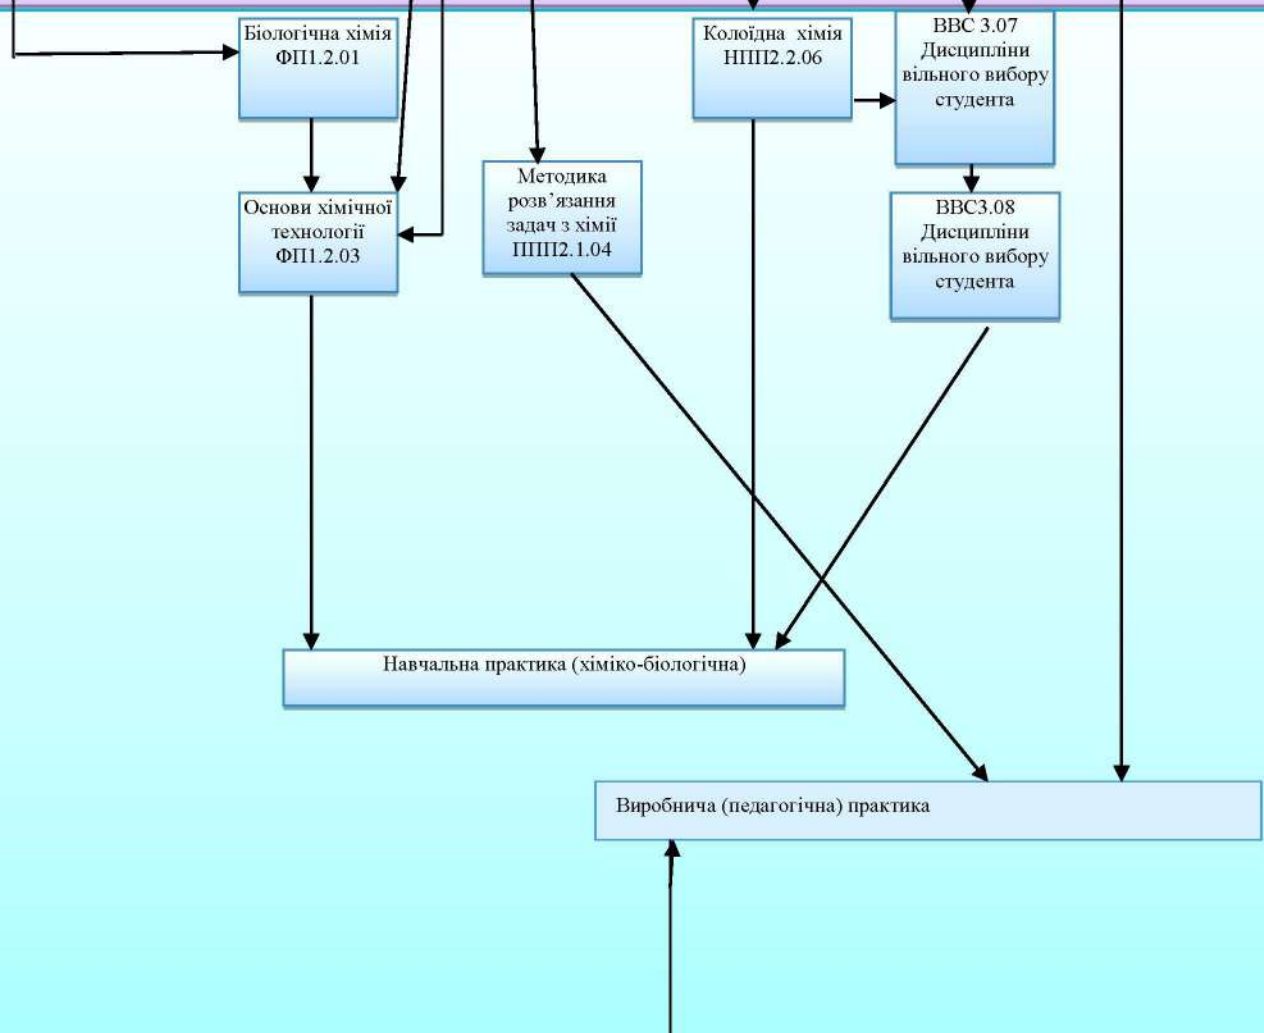 Біологічна хімія
ФП1.2.01
Колоїдна хімія
НПП2.2.06
ВВС 3.07
Дисципліни
вільного вибору
студента
Основи хімічної
технології
ФП1.2.03
Методика
розв’язання
задач з хімії
ППП2.1.04
ВВС3.08
Дисципліни
вільного вибору
студента
Навчальна практика (хіміко-біологічна)
Виробнича (педагогічна) практика